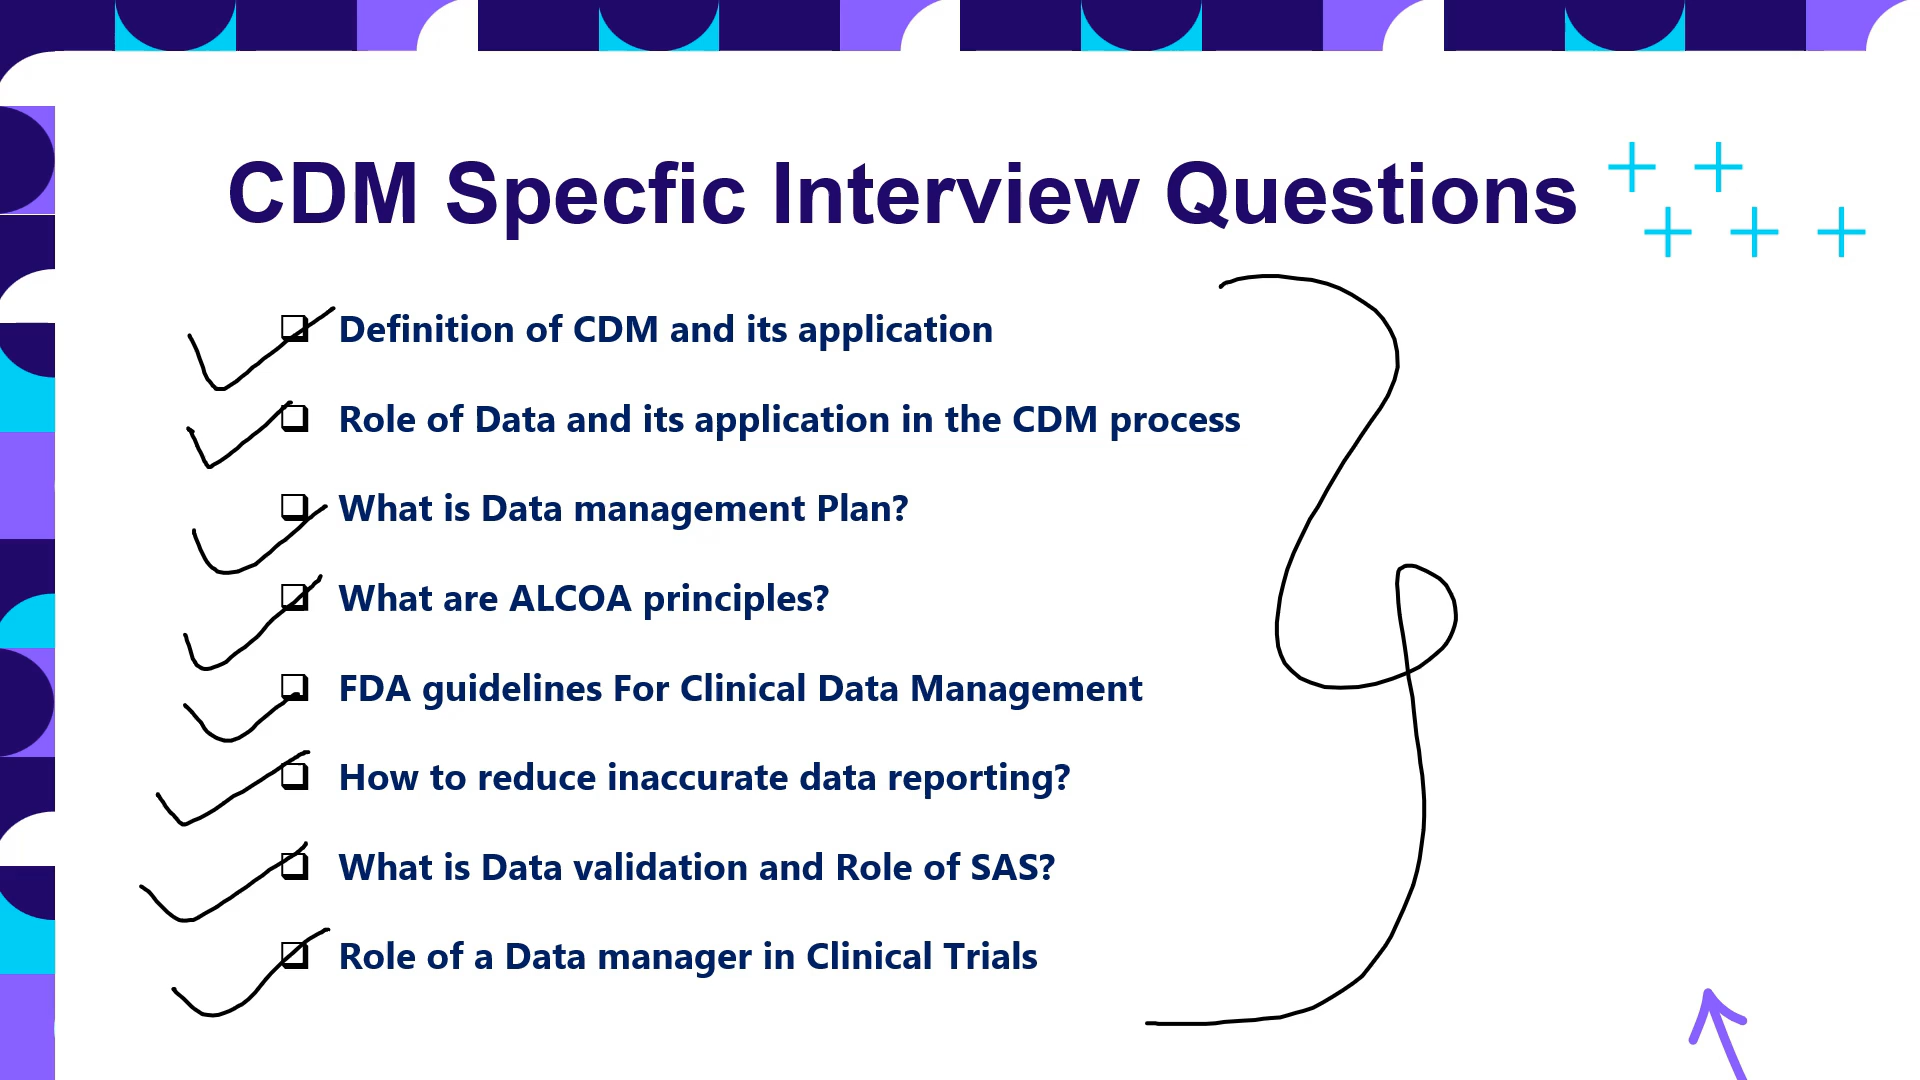 CDM Specfic Interview Questions
Definition of CDM and its application
Role of Data and its application in the CDM process
What is Data management Plan?
What are ALCOA principles?
FDA guidelines For Clinical Data Management
How to reduce inaccurate data reporting?
What is Data validation and Role of SAS?
Role of a Data manager in Clinical Trials